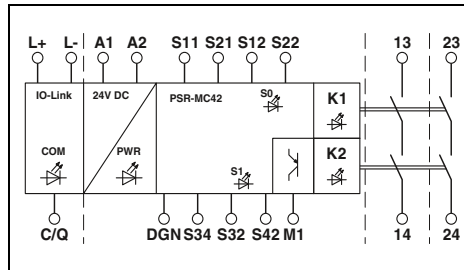 L+ L- A1 A2 S11 S21 S12 S22 13 23
IO-Link 24V DC PSR-MC42 S0 K1
COM PWR S1 K2
C/Q DGN S34 S32 S42 M1 14 24